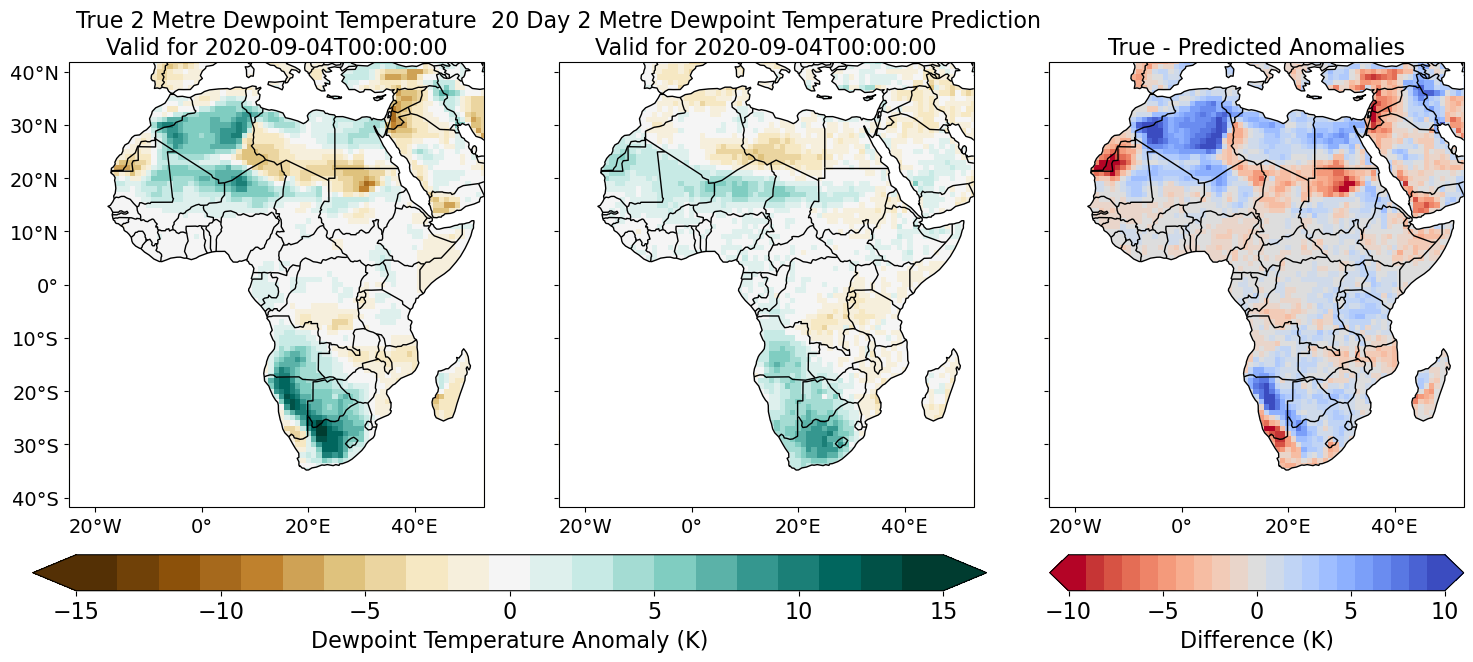 True 2 Metre Dewpoint Temperature
Valid for 2020-09-04T00:00:00
20 Day 2 Metre Dewpoint Temperature Prediction
Valid for 2020-09-04T00:00:00
True - Predicted Anomalies
40°N
30°N
20°N
10°N
0°
10°S
20°S
30°S
40°S
20°W 0° 20°E 40°E
20°W 0° 20°E 40°E
20°W 0° 20°E 40°E
−15 −10 −5 0 5 10 15
Dewpoint Temperature Anomaly (K)
−10 −5 0 5 10
Difference (K)